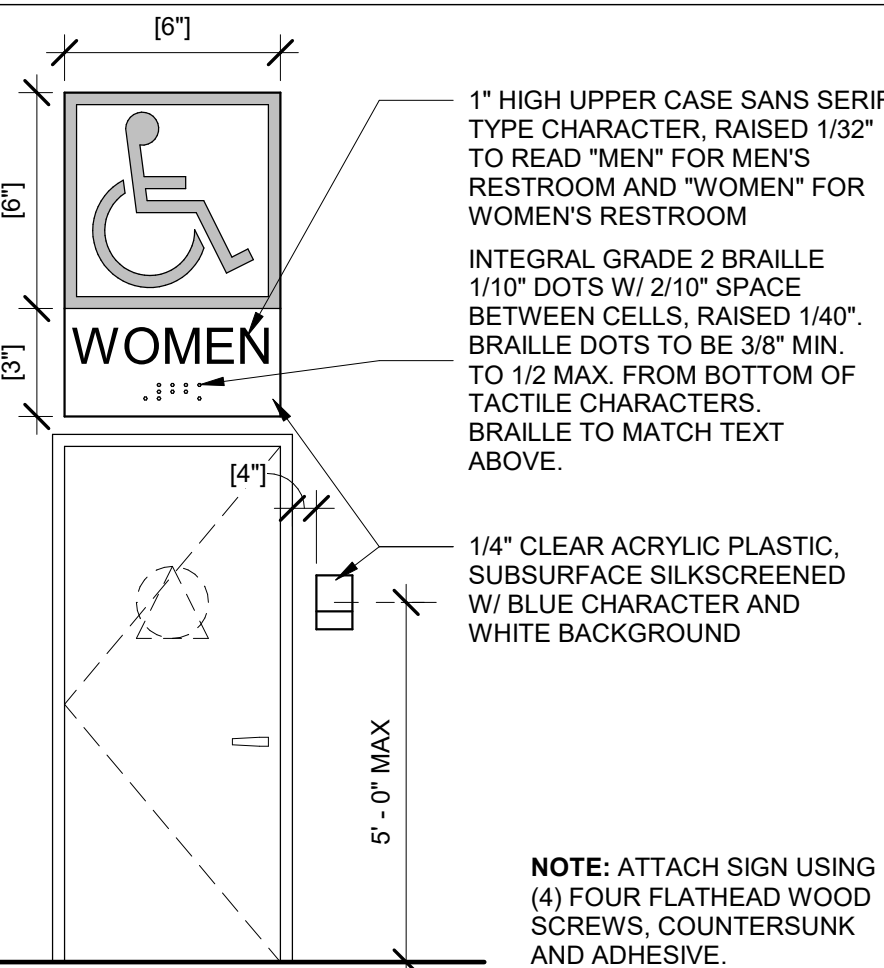 [6"]
1" HIGH UPPER CASE SANS SERIF
TYPE CHARACTER, RAISED 1/32"
TO READ "MEN" FOR MEN'S
RESTROOM AND "WOMEN" FOR
WOMEN'S RESTROOM
[6"]
INTEGRAL GRADE 2 BRAILLE
1/10" DOTS W/ 2/10" SPACE
BETWEEN CELLS, RAISED 1/40".
BRAILLE DOTS TO BE 3/8" MIN.
TO 1/2 MAX. FROM BOTTOM OF
TACTILE CHARACTERS.
BRAILLE TO MATCH TEXT
ABOVE.
[3"]
WOMEN
[4"]
1/4" CLEAR ACRYLIC PLASTIC,
SUBSURFACE SILKSCREENED
W/ BLUE CHARACTER AND
WHITE BACKGROUND
5' - 0" MAX
NOTE: ATTACH SIGN USING
(4) FOUR FLATHEAD WOOD
SCREWS, COUNTERSUNK
AND ADHESIVE.